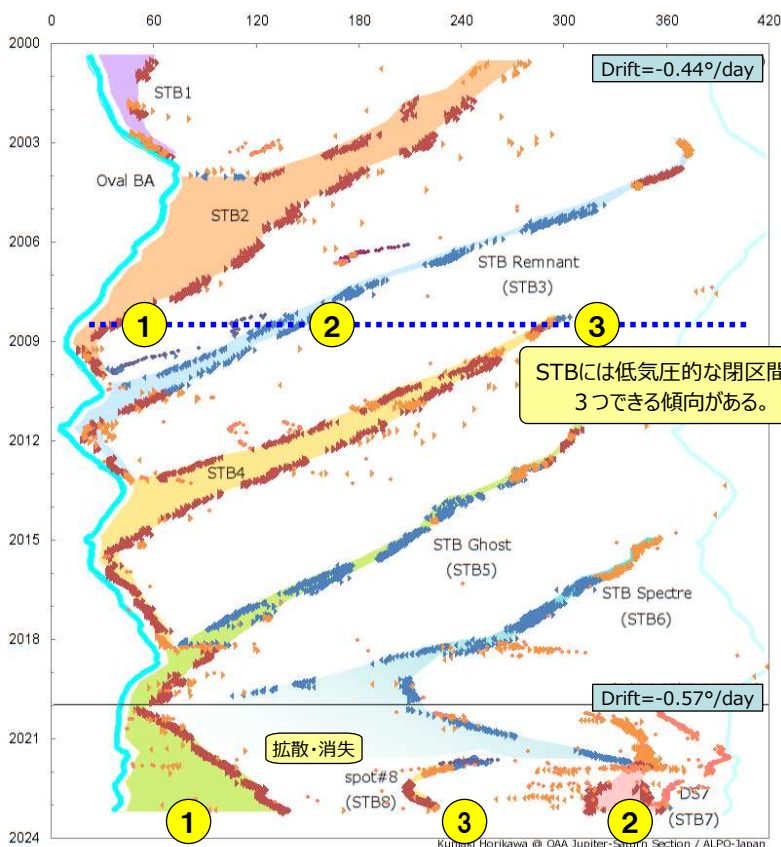 0 60 120 180 240 300 360 420
2000
Drift=-0.44°/day
STB1
2003
Oval BA
STB2
2006
STB Remnant
(STB3)
1 2 3
2009
STBには低気圧的な閉区間
3つできる傾向がある。
2012
STB4
2015
STB Ghost
(STB5)
STB Spectre
(STB6)
2018
Drift=-0.57°/day
拡散・消失
2021
spot#8
(STB8)
DS7
(STB7)
1 3 2
2024
Kuniaki Horikawa @ OAA Jupiter-Saturn Section / ALPO-Japan